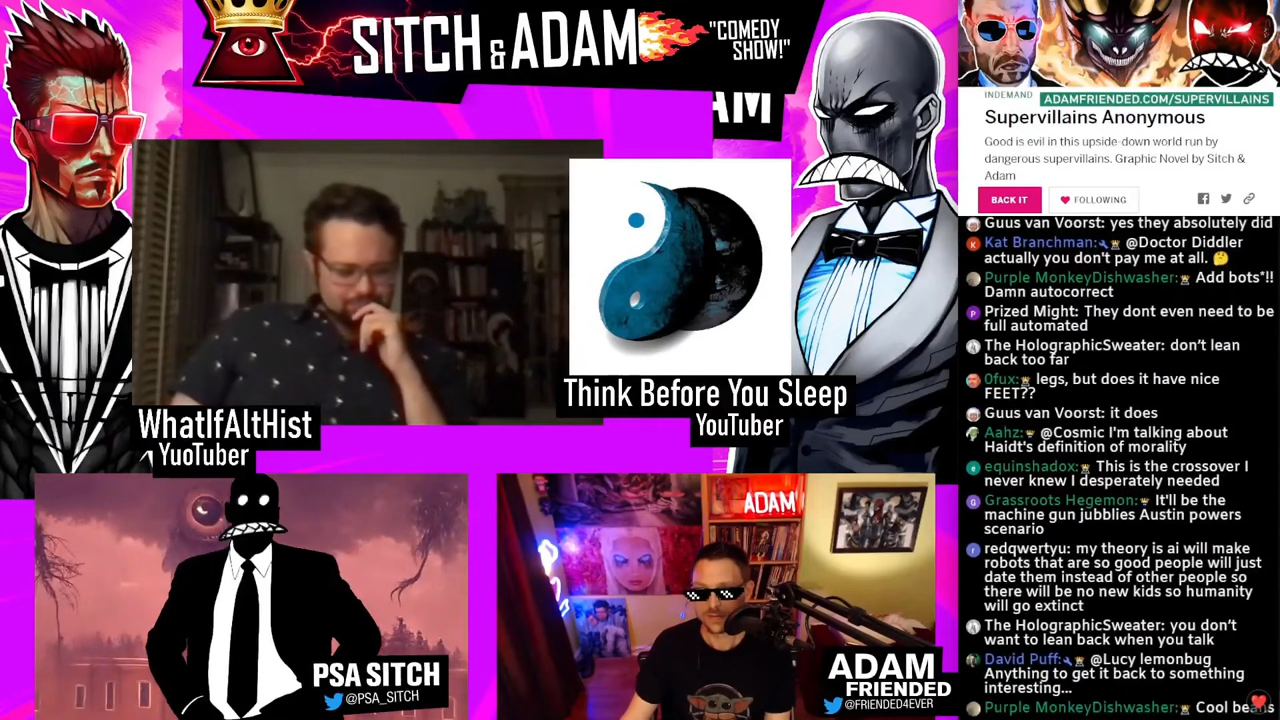 SITCH & ADAM
"COMEDY
SHOW!"
AM
INDEMAND
ADAMFRIENDED.COM/SUPERVILLAINS
Supervillains Anonymous
Good is evil in this upside-down world run by
dangerous supervillains. Graphic Novel by Sitch &
Adam
BACK IT
FOLLOWING
WhatIfAltHist
YuoTuber
Think Before You Sleep
YouTuber
PSA SITCH
@PSA_SITCH
ADAM
ADAM
FRIENDED
@FRIENDED4EVER
Guus van Voorst: yes they absolutely did
K Kat Branchman: @Doctor Diddler
actually you don't pay me at all. 🤔
Purple MonkeyDishwasher: Add bots*!!
Damn autocorrect
P Prized Might: They dont even need to be
full automated
The HolographicSweater: don't lean
back too far
0fux: legs, but does it have nice
FEET??
Guus van Voorst: it does
Aahz: @Cosmic I'm talking about
Haidt's definition of morality
e equinshadox: This is the crossover I
never knew I desperately needed
G Grassroots Hegemon: It'll be the
machine gun jubblies Austin powers
scenario
redqwertyu: my theory is ai will make
robots that are so good people will just
date them instead of other people so
there will be no new kids so humanity
will go extinct
The HolographicSweater: you don't
want to lean back when you talk
David Puff: @Lucy lemonbug
Anything to get it back to something
interesting...
Purple MonkeyDishwasher: Cool beans